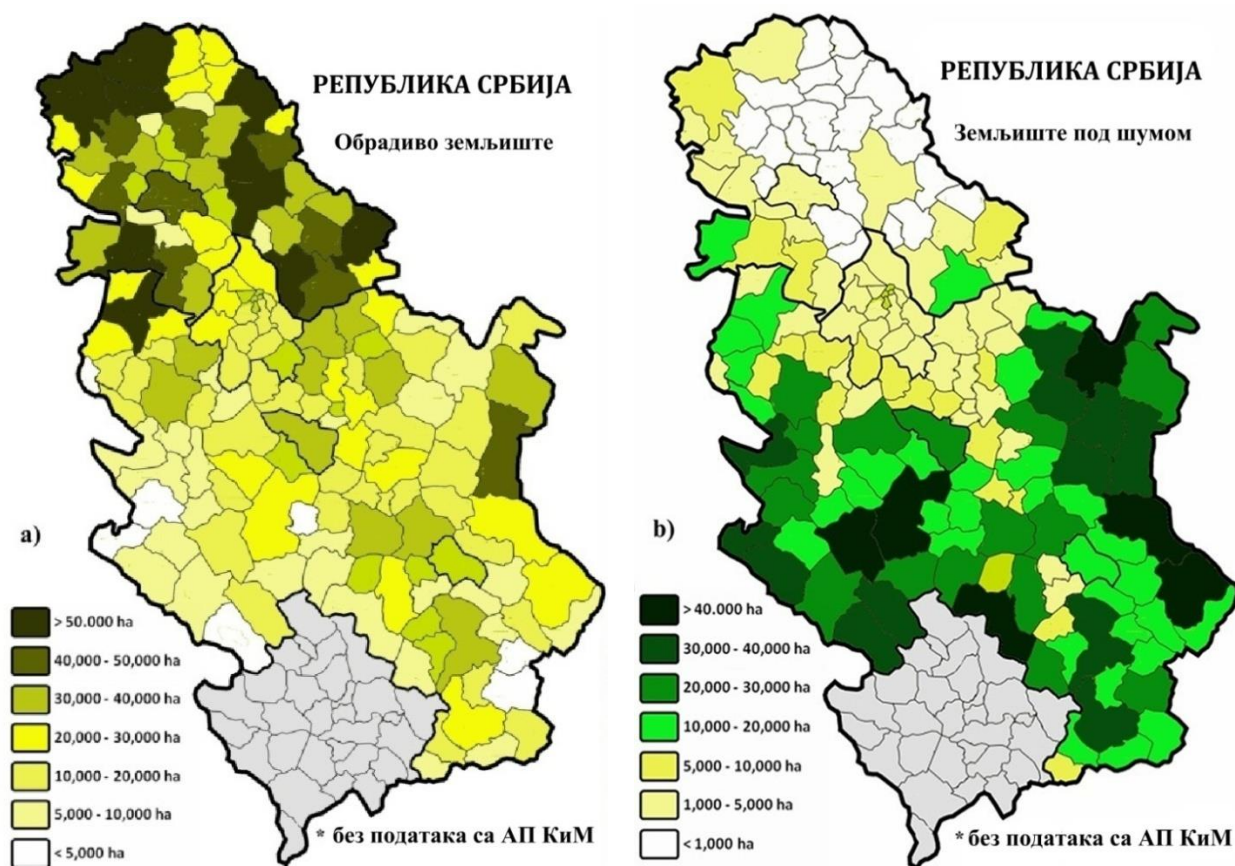 РЕПУБЛИКА СРБИЈА
Обрадиво земљиште
a)
> 50.000 ha
40,000 - 50,000 ha
30,000 - 40,000 ha
20,000 - 30,000 ha
10,000 - 20,000 ha
5,000 - 10,000 ha
< 5,000 ha
* без података са АП КиМ
РЕПУБЛИКА СРБИЈА
Земљиште под шумом
b)
> 40.000 ha
30,000 - 40,000 ha
20,000 - 30,000 ha
10,000 - 20,000 ha
5,000 - 10,000 ha
1,000 - 5,000 ha
< 1,000 ha
* без података са АП КиМ